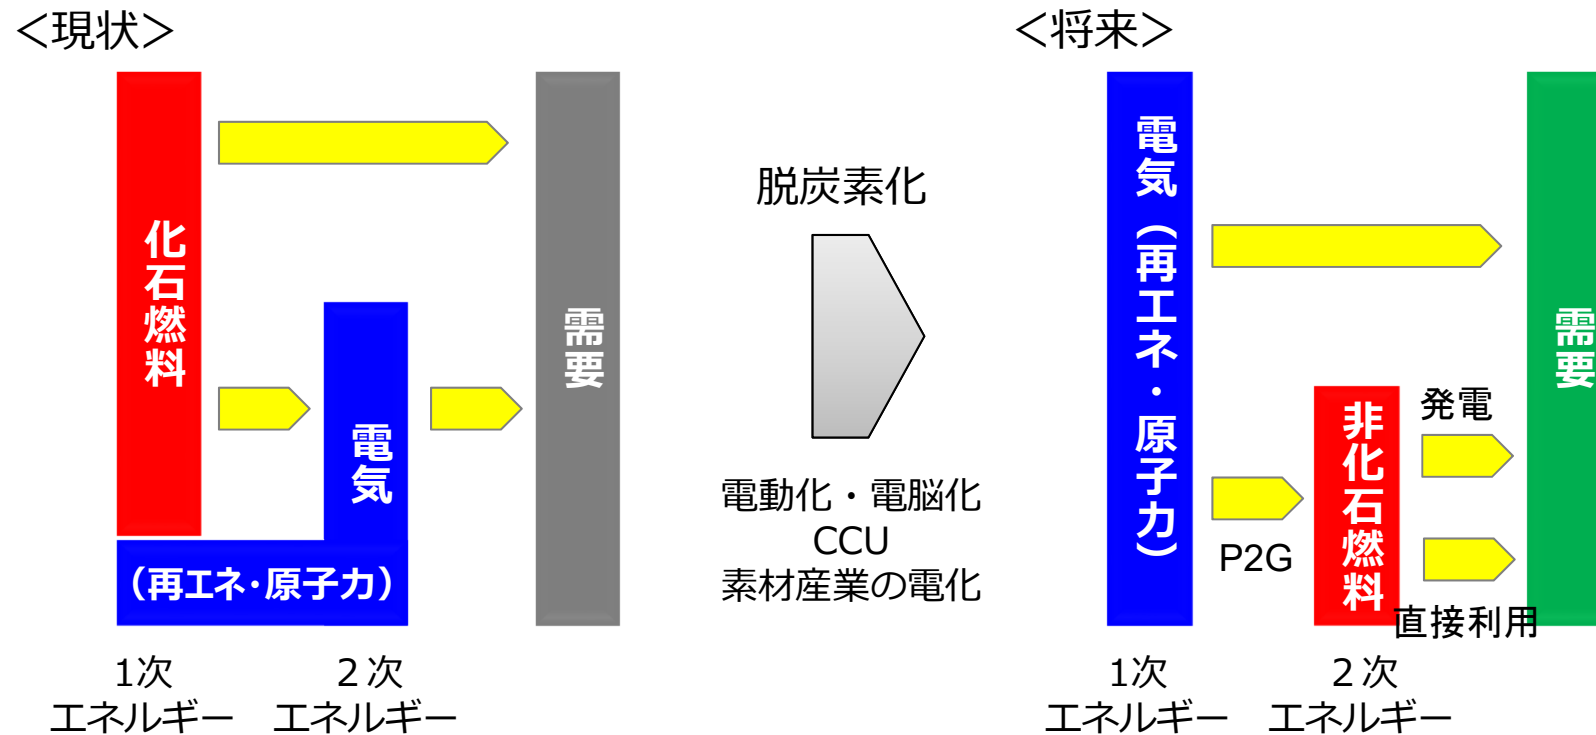 ＜現状＞
化石燃料
電気
（再エネ・原子力）
需要
1次
エネルギー
２次
エネルギー
脱炭素化
電動化・電脳化
CCU
素材産業の電化
＜将来＞
電気（再エネ・原子力）
P2G
非化石燃料
発電
直接利用
需要
1次
エネルギー
２次
エネルギー